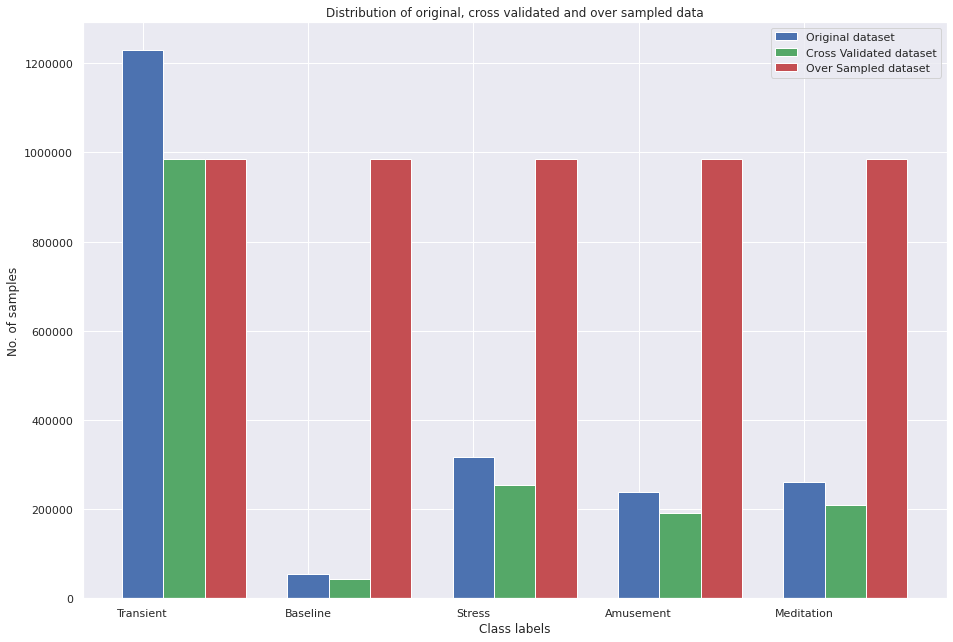 Distribution of original, cross validated and over sampled data
Original dataset
Cross Validated dataset
Over Sampled dataset
No. of samples
1200000
1000000
800000
600000
400000
200000
0
Transient
Baseline
Stress
Amusement
Meditation
Class labels